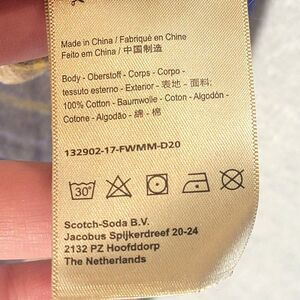 Made in China / Fabriqué en Chine
Feito em China / 中国制造
Body - Oberstoff - Corps - Corpo -
tessuto esterno - Exterior - 表地 - 面料:
100% Cotton - Baumwolle - Coton - Algodón -
Cotone - Algodão - 綿 - 棉
132902-17-FWMM-D20
30°
Scotch-Soda B.V.
Jacobus Spijkerdreef 20-24
2132 PZ Hoofddorp
The Netherlands